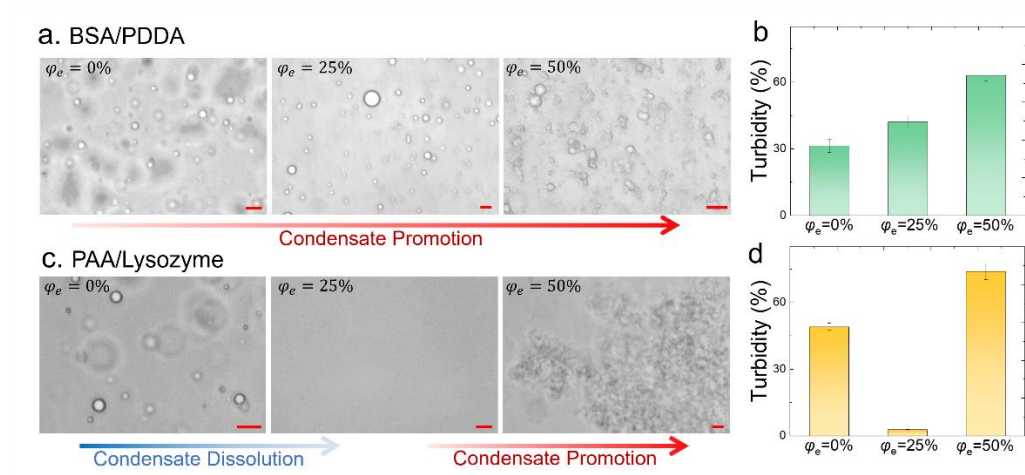 a. BSA/PDDA
φₑ = 0%
φₑ = 25%
φₑ = 50%
Condensate Promotion
b
Turbidity (%)
60
30
0
φₑ=0%
φₑ=25%
φₑ=50%
c. PAA/Lysozyme
φₑ = 0%
φₑ = 25%
φₑ = 50%
Condensate Dissolution
Condensate Promotion
d
Turbidity (%)
60
30
0
φₑ=0%
φₑ=25%
φₑ=50%